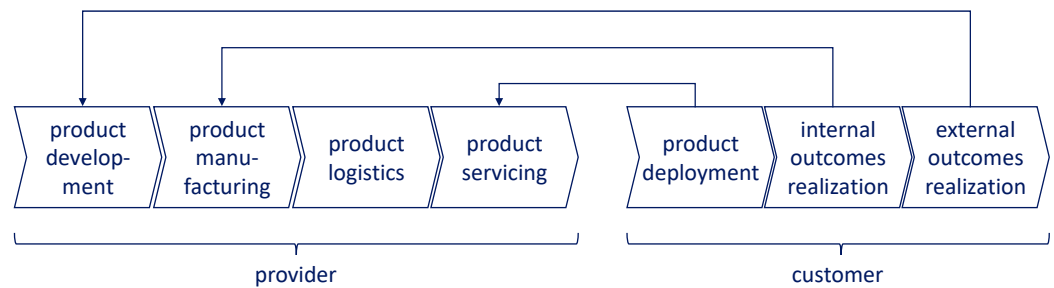 product
develop-
ment
product
manu-
facturing
product
logistics
product
servicing
product
deployment
internal
outcomes
realization
external
outcomes
realization
provider
customer